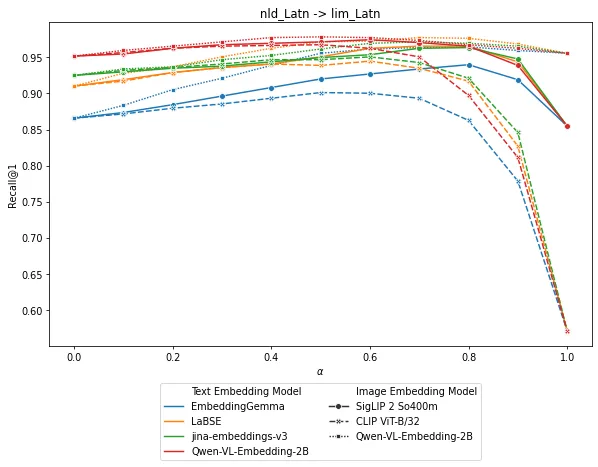 nld_Latn -> lim_Latn
Recall@1
0.95
0.90
0.85
0.80
0.75
0.70
0.65
0.60
0.0 0.2 0.4 0.6 0.8 1.0
α
Text Embedding Model
EmbeddingGemma
LaBSE
jina-embeddings-v3
Qwen-VL-Embedding-2B
Image Embedding Model
SigLIP 2 So400m
CLIP ViT-B/32
Qwen-VL-Embedding-2B